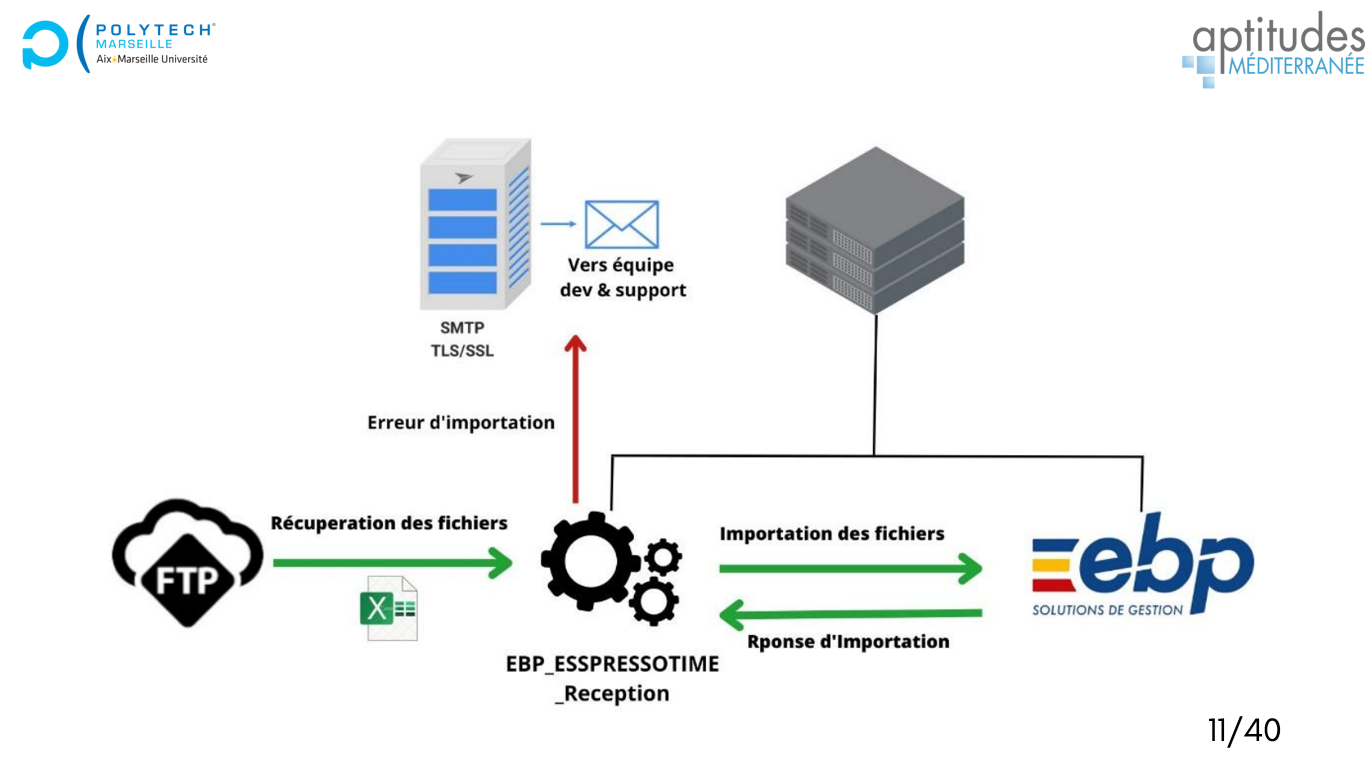 POLYTECH
MARSEILLE
Aix Marseille Université
aptitudes
MÉDITERRANÉE
Vers équipe
dev & support
SMTP
TLS/SSL
Erreur d'importation
Récuperation des fichiers
FTP
X
Importation des fichiers
ebp
SOLUTIONS DE GESTION
Rponse d'Importation
EBP_ESSPRESSOTIME
_Reception
11/40